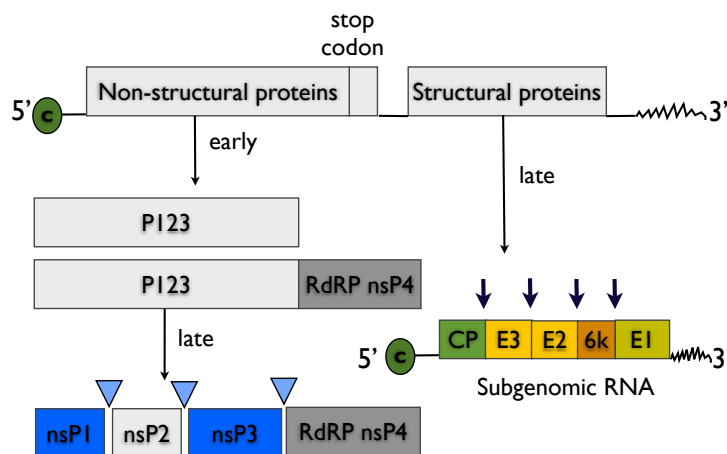 stop
codon
Non-structural proteins
Structural proteins
5’ c 3’
early
late
P123
P123 RdRP nsP4
late
CP E3 E2 6k E1
5’ c 3
Subgenomic RNA
nsP1 nsP2 nsP3 RdRP nsP4